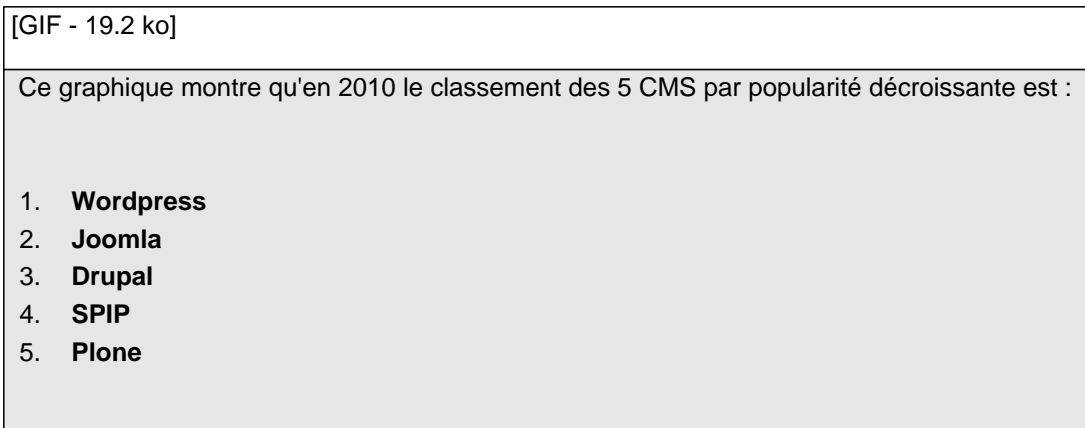 [GIF - 19.2 ko]
Ce graphique montre qu'en 2010 le classement des 5 CMS par popularité décroissante est :
1. Wordpress
2. Joomla
3. Drupal
4. SPIP
5. Plone